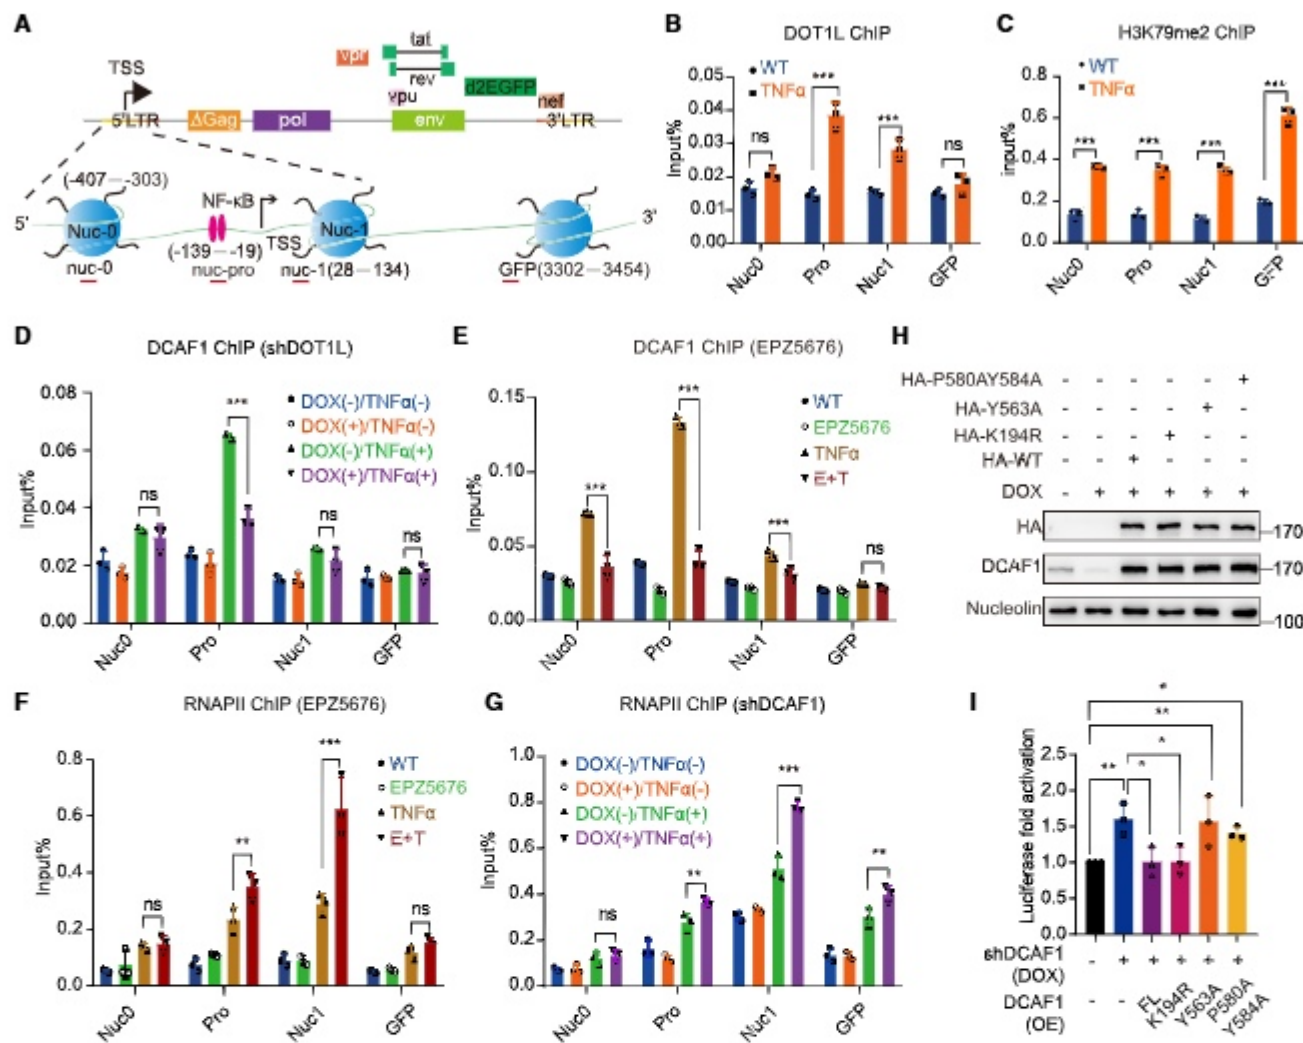 A
TSS
5'LTR
ΔGag
pol
vpr
tat
rev
vpu
env
d2EGFP
nef
3'LTR
(-407—-303)
NF-κB
5'
Nuc-0
TSS
Nuc-1
3'
(-139—-19)
nuc-0
nuc-pro
nuc-1(28—134)
GFP(3302—3454)
B
DOT1L ChIP
WT
TNFα
Input%
0.05
0.04
0.03
0.02
0.01
0.00
ns
***
***
ns
Nuc0
Pro
Nuc1
GFP
C
H3K79me2 ChIP
WT
TNFα
input%
0.8
0.6
0.4
0.2
0.0
***
***
***
***
Nuc0
Pro
Nuc1
GFP
D
DCAF1 ChIP (shDOT1L)
DOX(-)/TNFα(-)
DOX(+)/TNFα(-)
DOX(-)/TNFα(+)
DOX(+)/TNFα(+)
Input%
0.08
0.06
0.04
0.02
0.00
ns
***
ns
ns
Nuc0
Pro
Nuc1
GFP
E
DCAF1 ChIP (EPZ5676)
WT
EPZ5676
TNFα
E+T
Input%
0.15
0.10
0.05
0.00
***
***
***
ns
Nuc0
Pro
Nuc1
GFP
H
HA-P580AY584A - - - - - +
HA-Y563A - - - - + -
HA-K194R - - - + - -
HA-WT - - + - - -
DOX - + + + + +
HA
170
DCAF1
170
Nucleolin
100
F
RNAPII ChIP (EPZ5676)
WT
EPZ5676
TNFα
E+T
Input%
0.8
0.6
0.4
0.2
0.0
ns
**
***
ns
Nuc0
Pro
Nuc1
GFP
G
RNAPII ChIP (shDCAF1)
DOX(-)/TNFα(-)
DOX(+)/TNFα(-)
DOX(-)/TNFα(+)
DOX(+)/TNFα(+)
Input%
1.0
0.8
0.6
0.4
0.2
0.0
ns
**
***
**
Nuc0
Pro
Nuc1
GFP
I
Luciferase fold activation
2.5
2.0
1.5
1.0
0.5
0.0
*
**
*
**
*
shDCAF1 - + + + + +
(DOX)
DCAF1 - - FL K194R Y563A P580A Y584A
(OE)